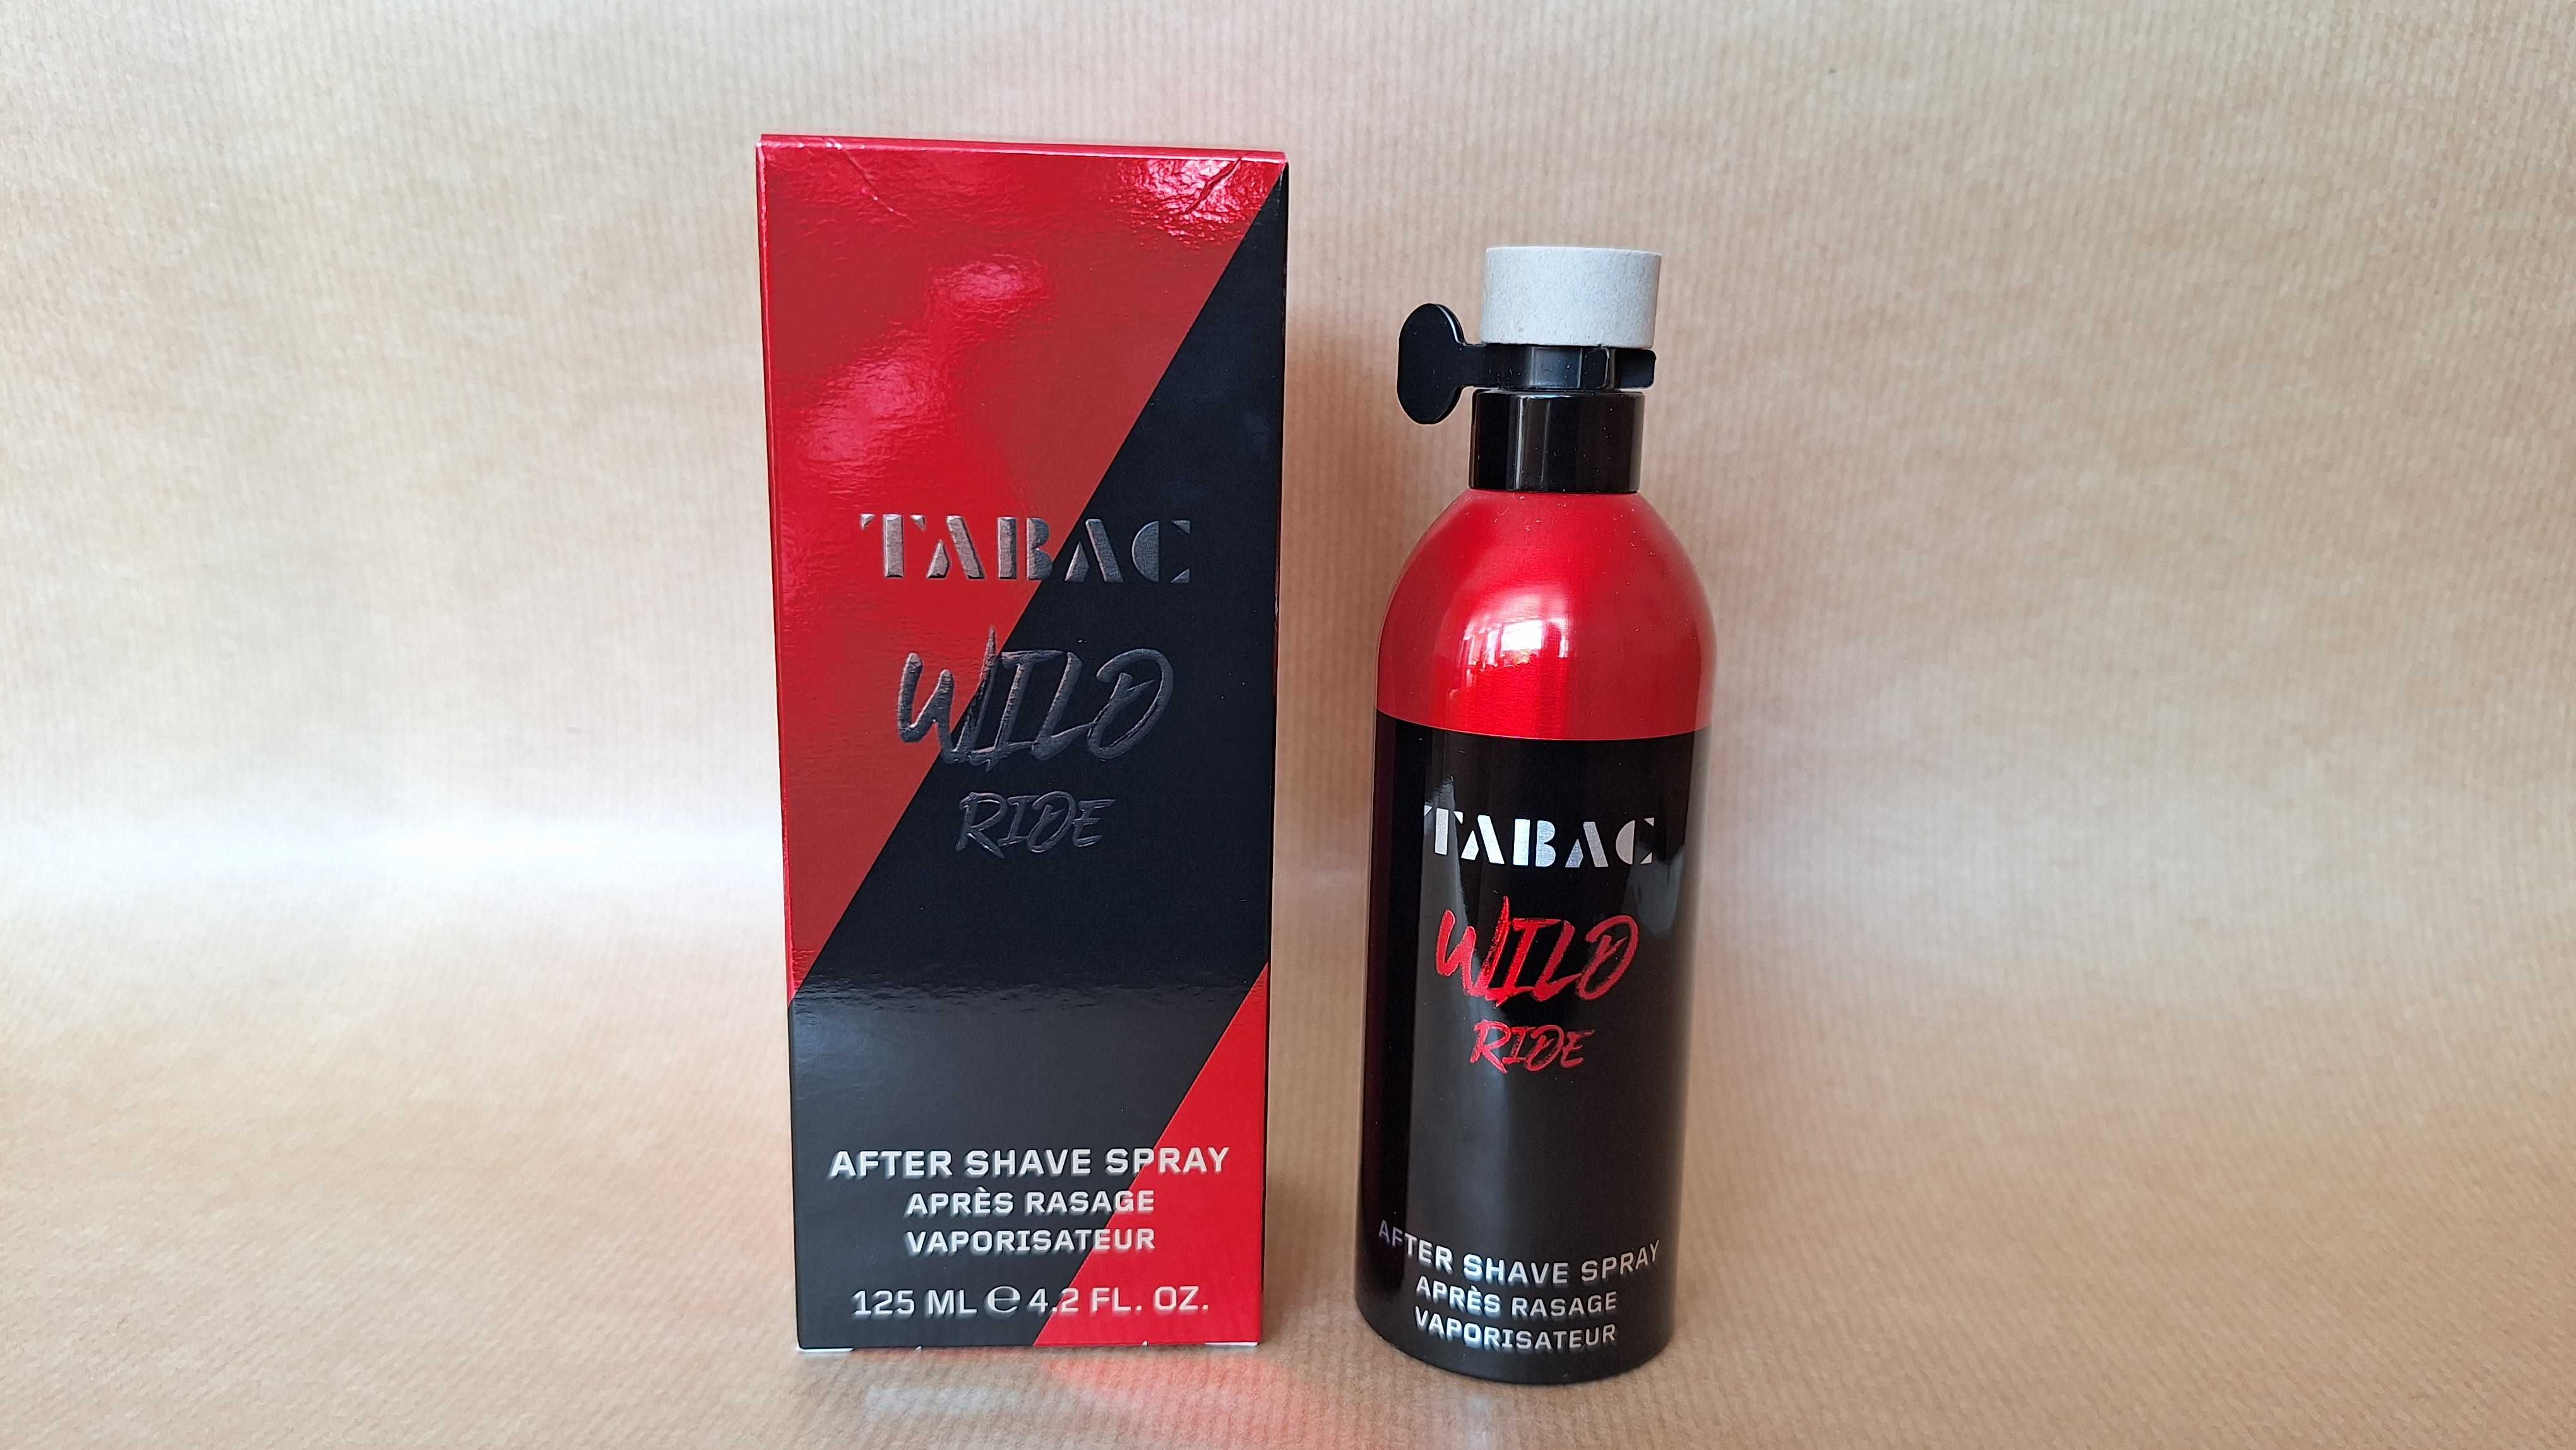 TABAC
WILD
RIDE
AFTER SHAVE SPRAY
APRÈS RASAGE
VAPORISATEUR
125 ML ℮ 4.2 FL. OZ.
TABAC
WILD
RIDE
AFTER SHAVE SPRAY
APRÈS RASAGE
VAPORISATEUR